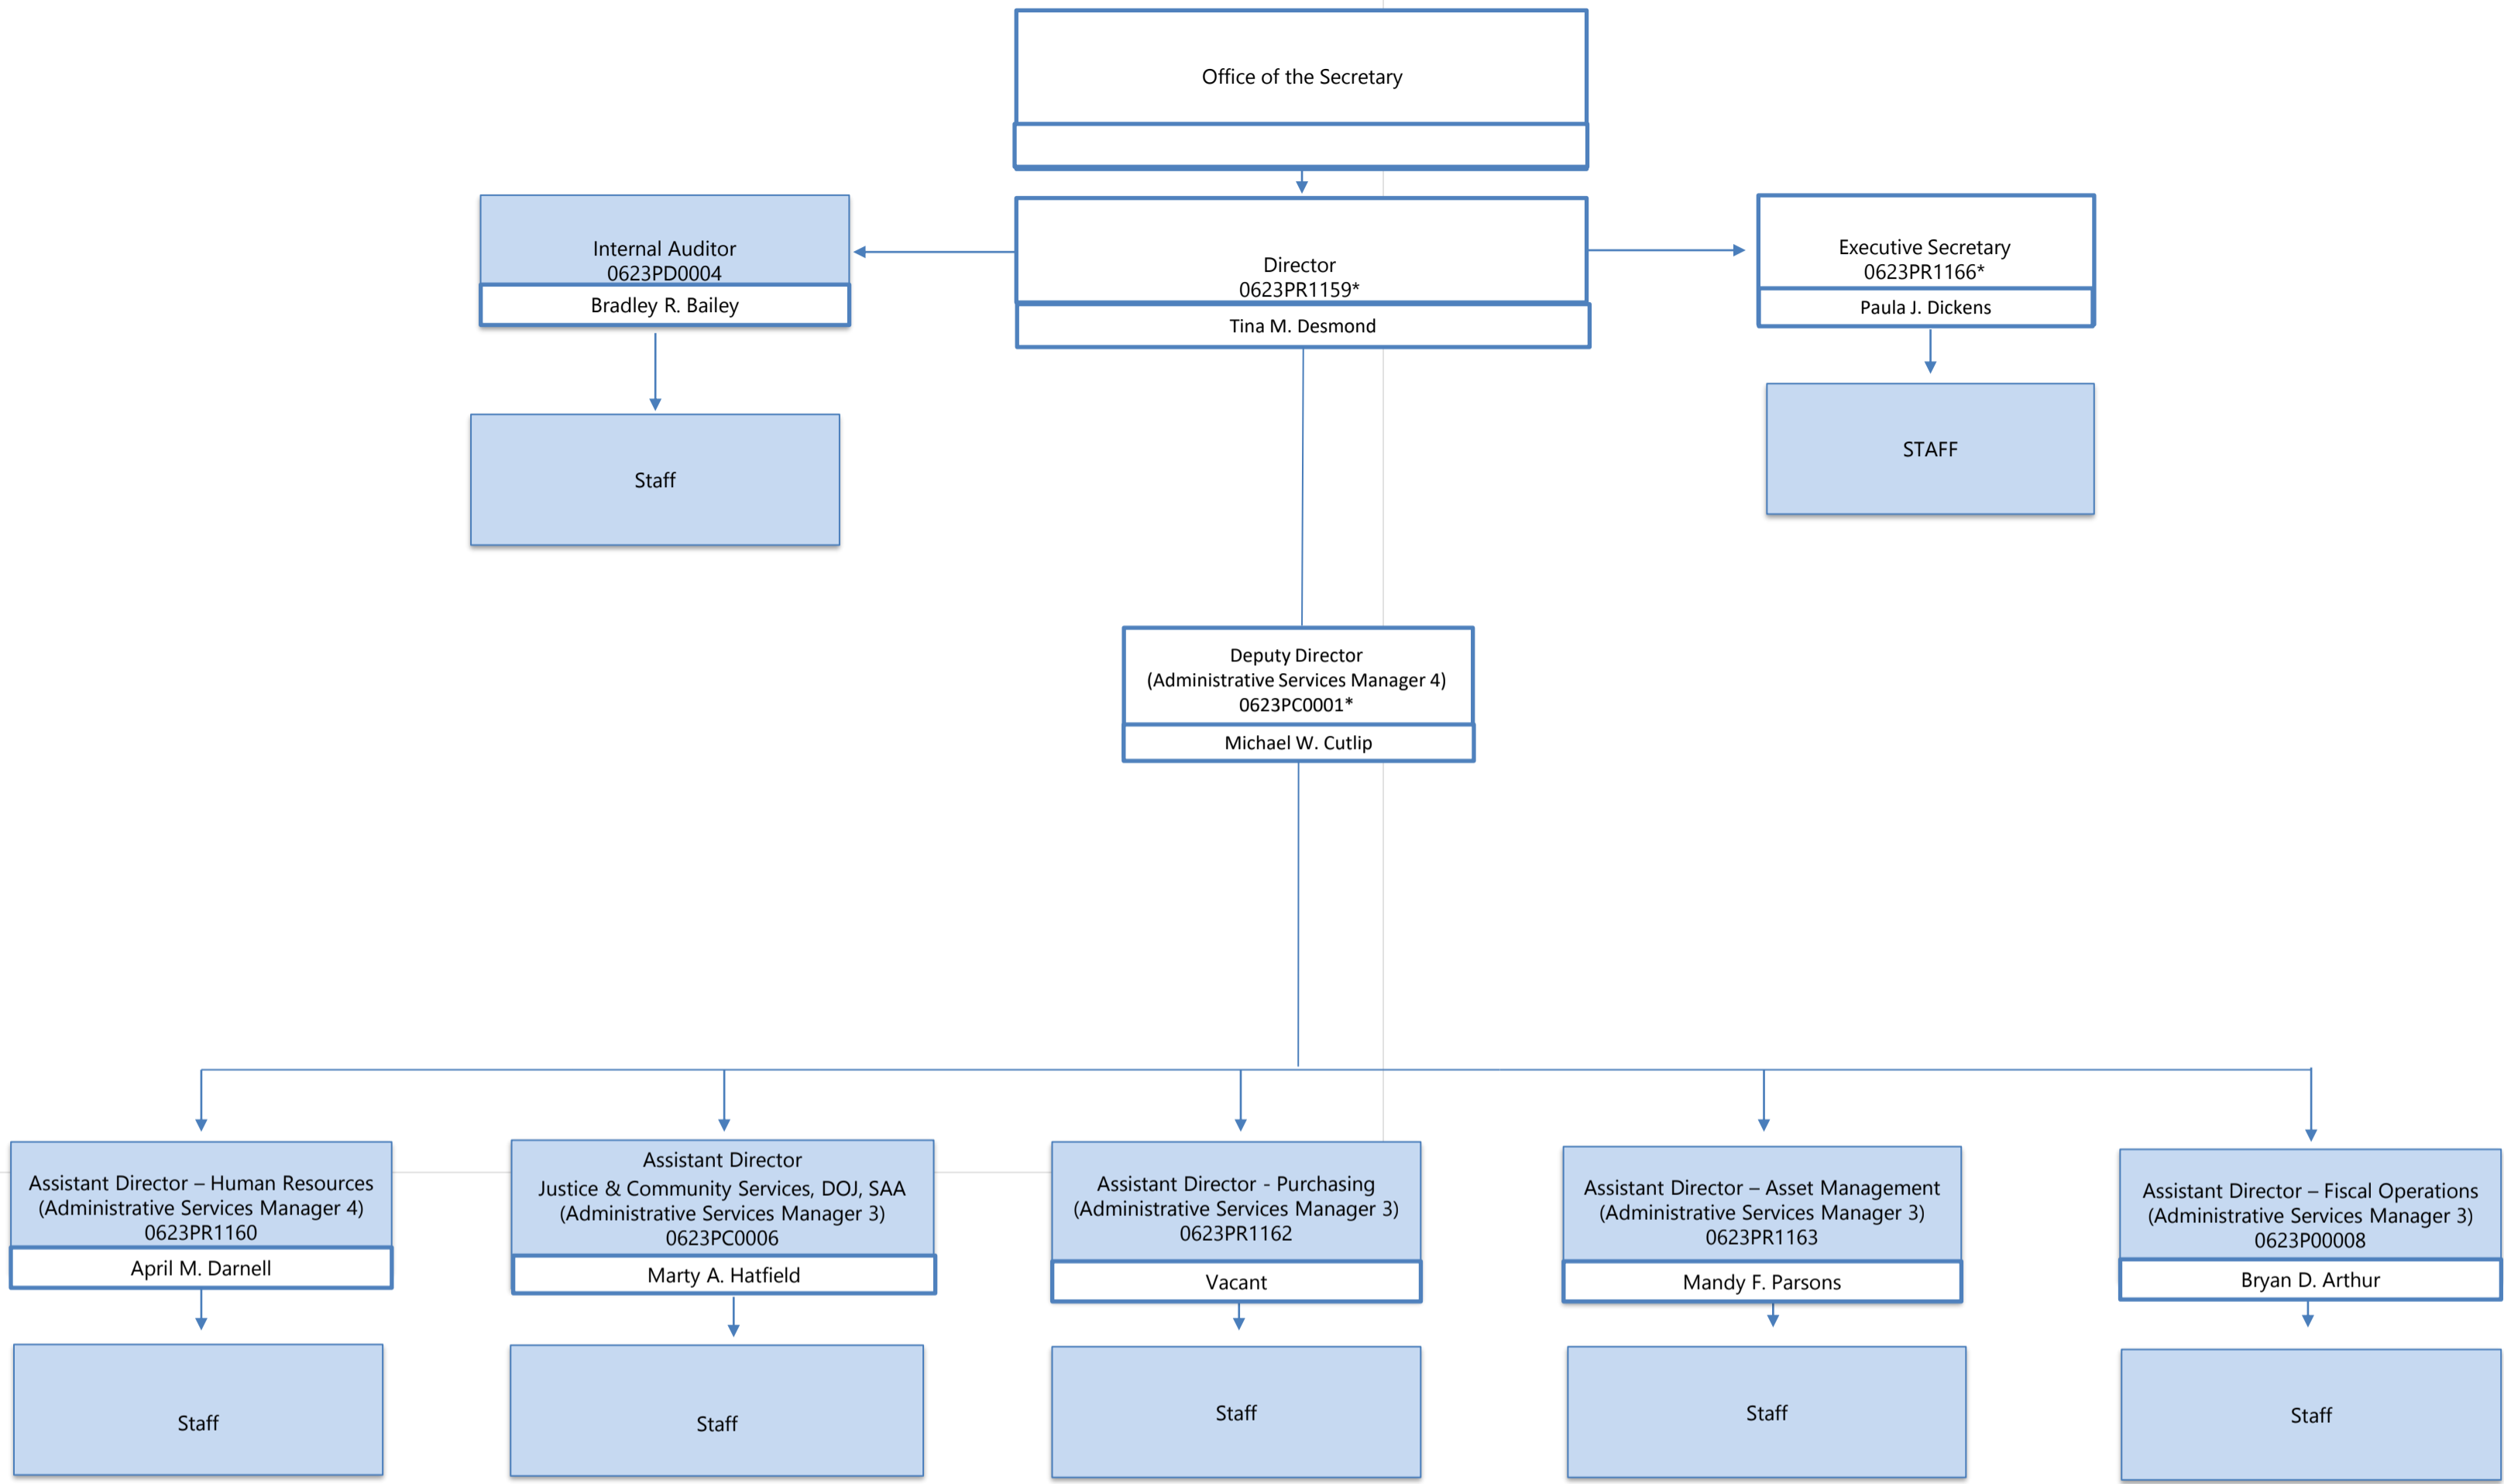 Office of the Secretary
Internal Auditor
0623PD0004
Bradley R. Bailey
Director
0623PR1159*
Tina M. Desmond
Executive Secretary
0623PR1166*
Paula J. Dickens
Staff
STAFF
Deputy Director
(Administrative Services Manager 4)
0623PC0001*
Michael W. Cutlip
Assistant Director – Human Resources
(Administrative Services Manager 4)
0623PR1160
April M. Darnell
Assistant Director
Justice & Community Services, DOJ, SAA
(Administrative Services Manager 3)
0623PC0006
Marty A. Hatfield
Assistant Director - Purchasing
(Administrative Services Manager 3)
0623PR1162
Vacant
Assistant Director – Asset Management
(Administrative Services Manager 3)
0623PR1163
Mandy F. Parsons
Assistant Director – Fiscal Operations
(Administrative Services Manager 3)
0623P00008
Bryan D. Arthur
Staff
Staff
Staff
Staff
Staff